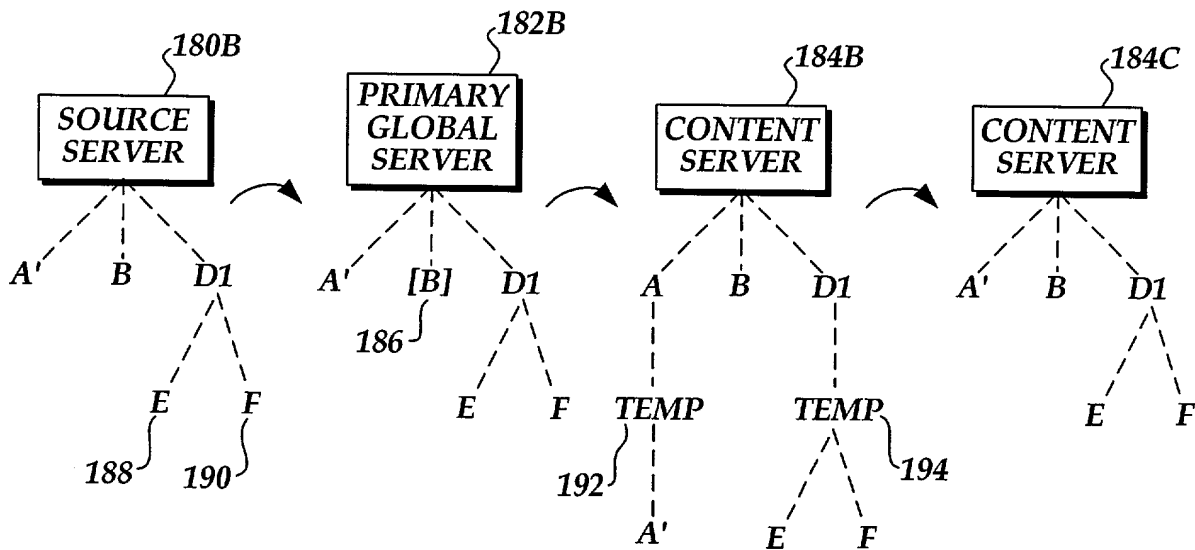 180B
182B
184B
184C
SOURCE
SERVER
PRIMARY
GLOBAL
SERVER
CONTENT
SERVER
CONTENT
SERVER
A' B D1
A' [B] D1
A B D1
A' B D1
186
E F
E F
TEMP TEMP
E F
188 190
192 194
A' E F